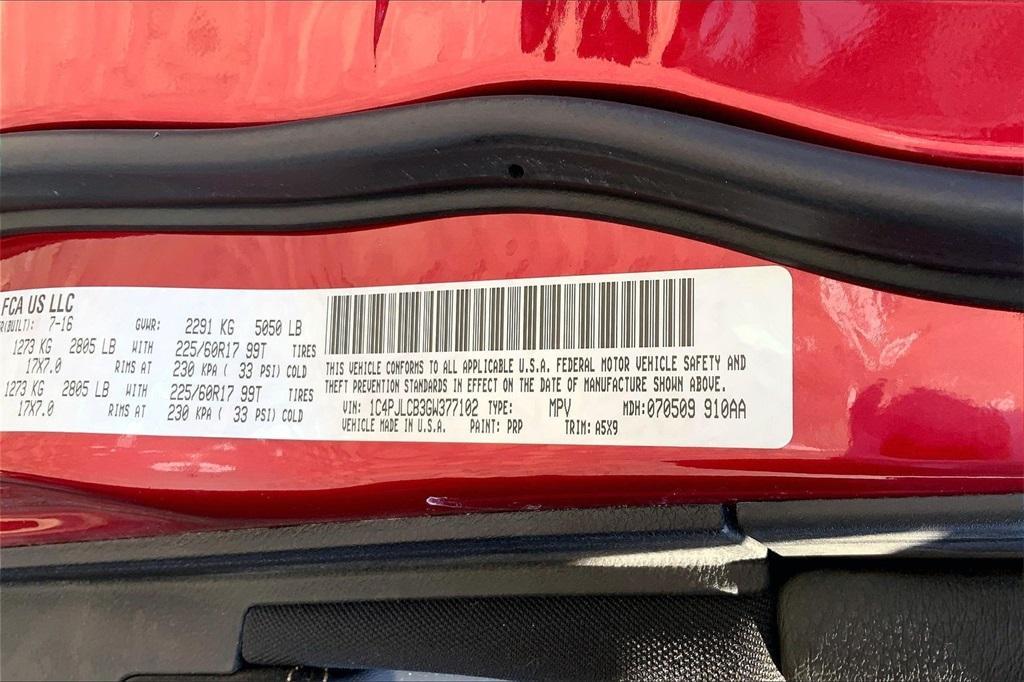 FCA US LLC
R(BUILT): 7-16 GVWR: 2291 KG 5050 LB
1273 KG 2805 LB WITH 225/60R17 99T TIRES
17X7.0 RIMS AT 230 KPA ( 33 PSI) COLD
1273 KG 2805 LB WITH 225/60R17 99T TIRES
17X7.0 RIMS AT 230 KPA ( 33 PSI) COLD
THIS VEHICLE CONFORMS TO ALL APPLICABLE U.S.A. FEDERAL MOTOR VEHICLE SAFETY AND
THEFT PREVENTION STANDARDS IN EFFECT ON THE DATE OF MANUFACTURE SHOWN ABOVE.
VIN: 1C4PJLCB3GW377102 TYPE: MPV MDH: 070509 910AA
VEHICLE MADE IN U.S.A. PAINT: PRP TRIM: A5X9